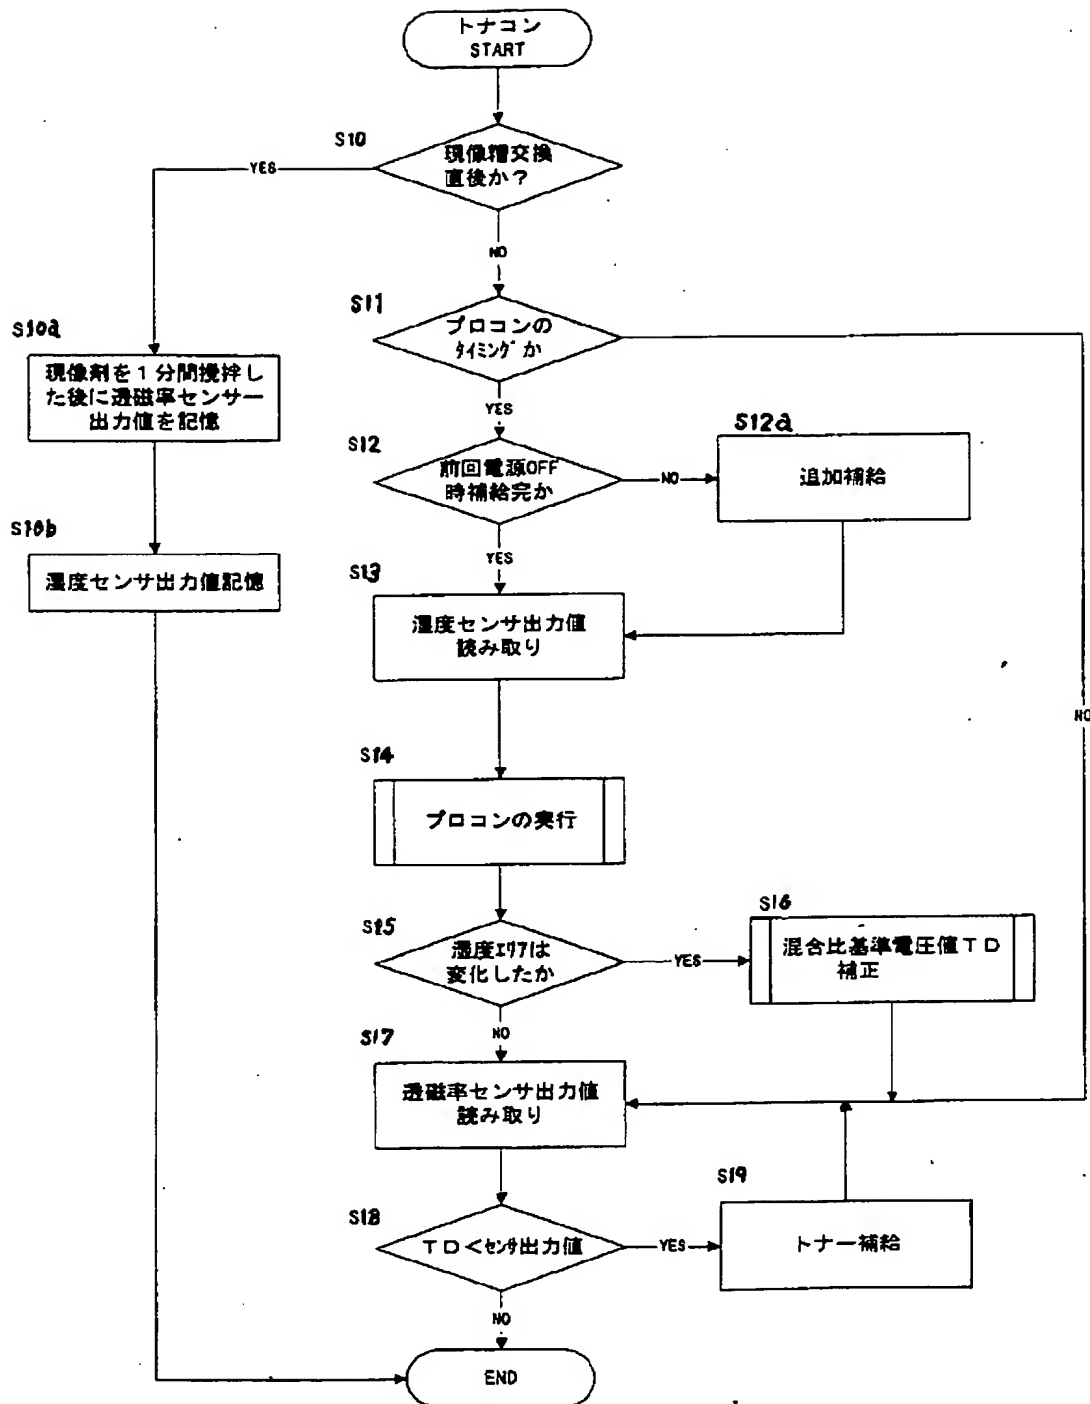 トナコン
START
S10
現像糟交換
直後か?
YES
NO
S10a
現像剤を1分間攪拌し
た後に透磁率センサー
出力値を記憶
S10b
湿度センサ出力値記憶
S11
プロコンの
ﾀｲﾐﾝｸﾞか
YES
NO
S12
前回電源OFF
時補給完か
NO
YES
S12a
追加補給
S13
湿度センサ出力値
読み取り
S14
プロコンの実行
S15
湿度ｴﾘｱは
変化したか
YES
NO
S16
混合比基準電圧値TD
補正
S17
透磁率センサ出力値
読み取り
S18
TD<ｾﾝｻ出力値
YES
NO
S19
トナー補給
END